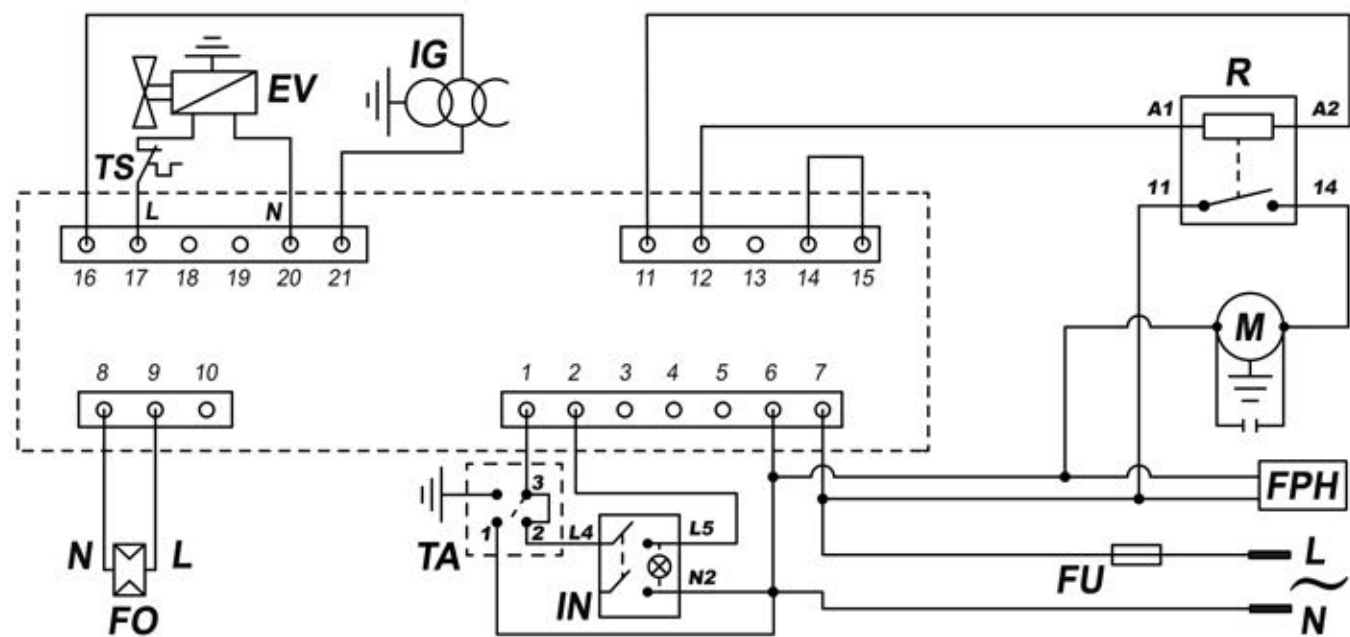 IG
R
EV
A1
A2
TS
L
N
11
14
16 17 18 19 20 21
11 12 13 14 15
M
8 9 10
1 2 3 4 5 6 7
3
FPH
1
2
L4
L5
N
L
TA
N2
FU
L
~
FO
IN
N